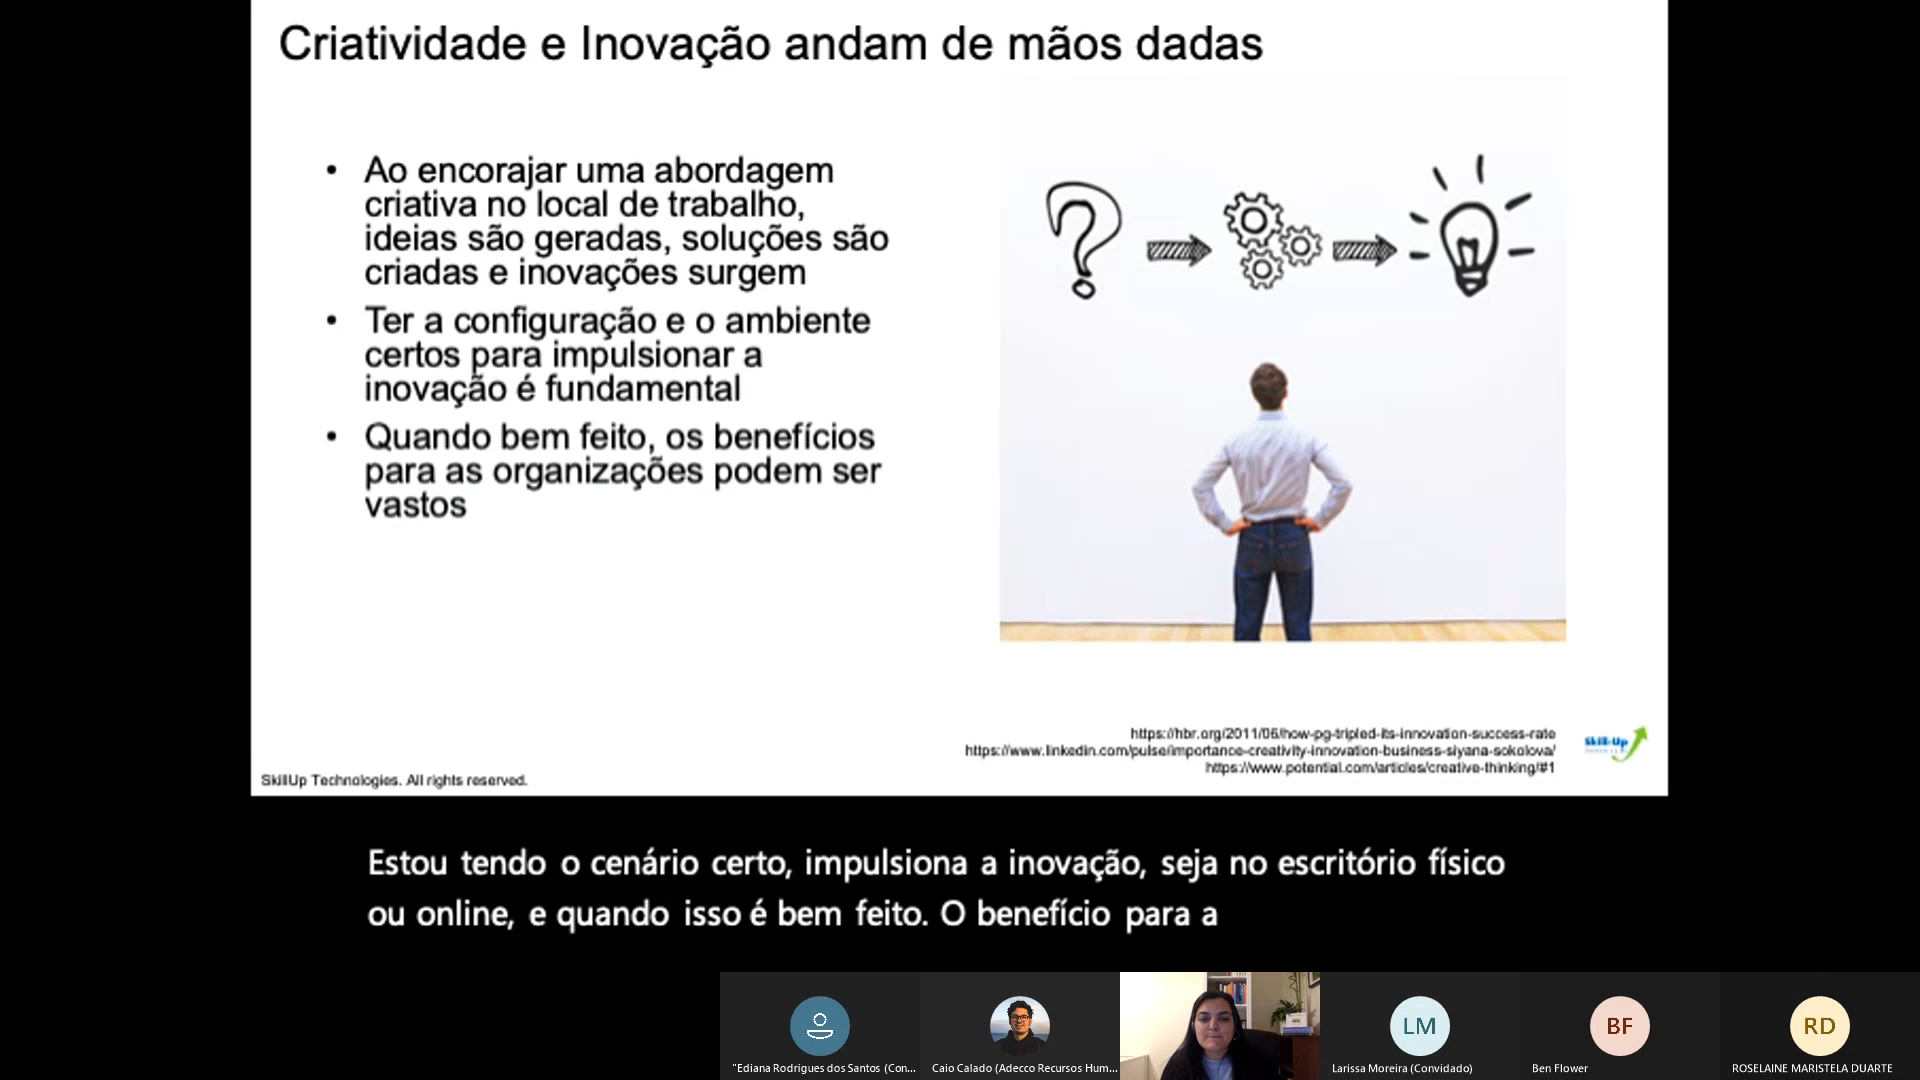 Criatividade e Inovação andam de mãos dadas
• Ao encorajar uma abordagem
criativa no local de trabalho,
ideias são geradas, soluções são
criadas e inovações surgem
• Ter a configuração e o ambiente
certos para impulsionar a
inovação é fundamental
• Quando bem feito, os benefícios
para as organizações podem ser
vastos
https://hbr.org/2011/06/how-pg-tripled-its-innovation-success-rate
https://www.linkedin.com/pulse/importance-creativity-innovation-business-siyana-sokolova/
https://www.potential.com/articles/creative-thinking/#1
Skill-Up
SkillUp Technologies. All rights reserved.
Estou tendo o cenário certo, impulsiona a inovação, seja no escritório físico
ou online, e quando isso é bem feito. O benefício para a
LM
BF
RD
"Ediana Rodrigues dos Santos (Con...
Caio Calado (Adecco Recursos Hum...
Larissa Moreira (Convidado)
Ben Flower
ROSELAINE MARISTELA DUARTE